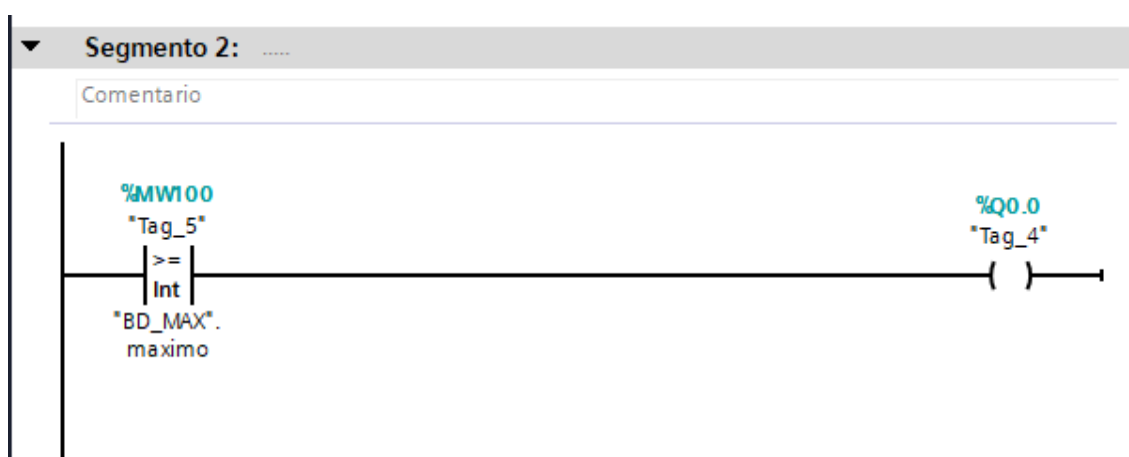 Segmento 2: .....
Comentario
%MW100
"Tag_5"
>=
Int
"BD_MAX".
maximo
%Q0.0
"Tag_4"
( )